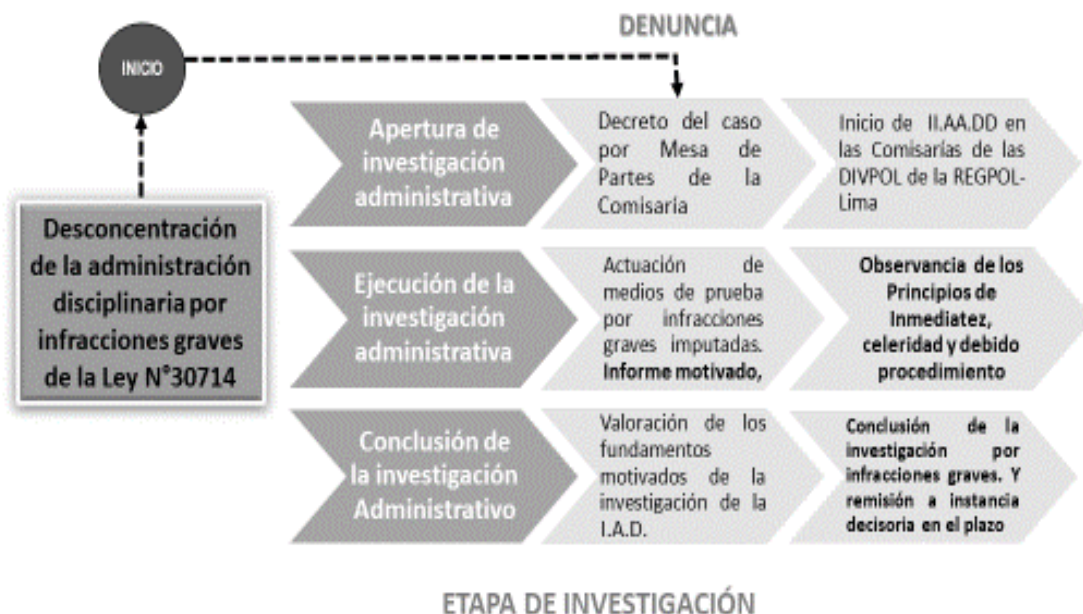 DENUNCIA
INICIO
Desconcentración
de la administración
disciplinaria por
infracciones graves
de la Ley N°30714
Apertura de
investigación
administrativa
Decreto del caso
por Mesa de
Partes de la
Comisaría
Inicio de II.AA.DD en
las Comisarías de las
DIVPOL de la REGPOL-
Lima
Ejecución de la
investigación
administrativa
Actuación de
medios de prueba
por infracciones
graves imputadas.
Informe motivado,
Observancia de los
Principios de
Inmediatez,
celeridad y debido
procedimiento
Conclusión de
la investigación
Administrativo
Valoración de los
fundamentos
motivados de la
investigación de la
I.A.D.
Conclusión de la
investigación por
infracciones graves. Y
remisión a instancia
decisoria en el plazo
ETAPA DE INVESTIGACIÓN